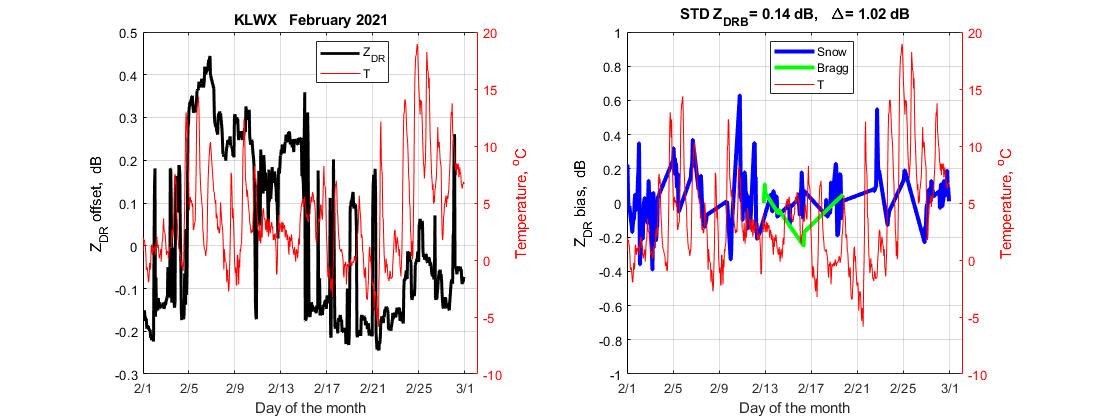 KLWX February 2021
0.5
0.4
0.3
0.2
0.1
0
-0.1
-0.2
-0.3
Z_DR offset, dB
20
15
10
5
0
-5
-10
Temperature, °C
Z_DR
T
2/1 2/5 2/9 2/13 2/17 2/21 2/25 3/1
Day of the month
STD Z_DRB = 0.14 dB, Δ = 1.02 dB
1
0.8
0.6
0.4
0.2
0
-0.2
-0.4
-0.6
-0.8
-1
Z_DR bias, dB
20
15
10
5
0
-5
-10
Temperature, °C
Snow
Bragg
T
2/1 2/5 2/9 2/13 2/17 2/21 2/25 3/1
Day of the month